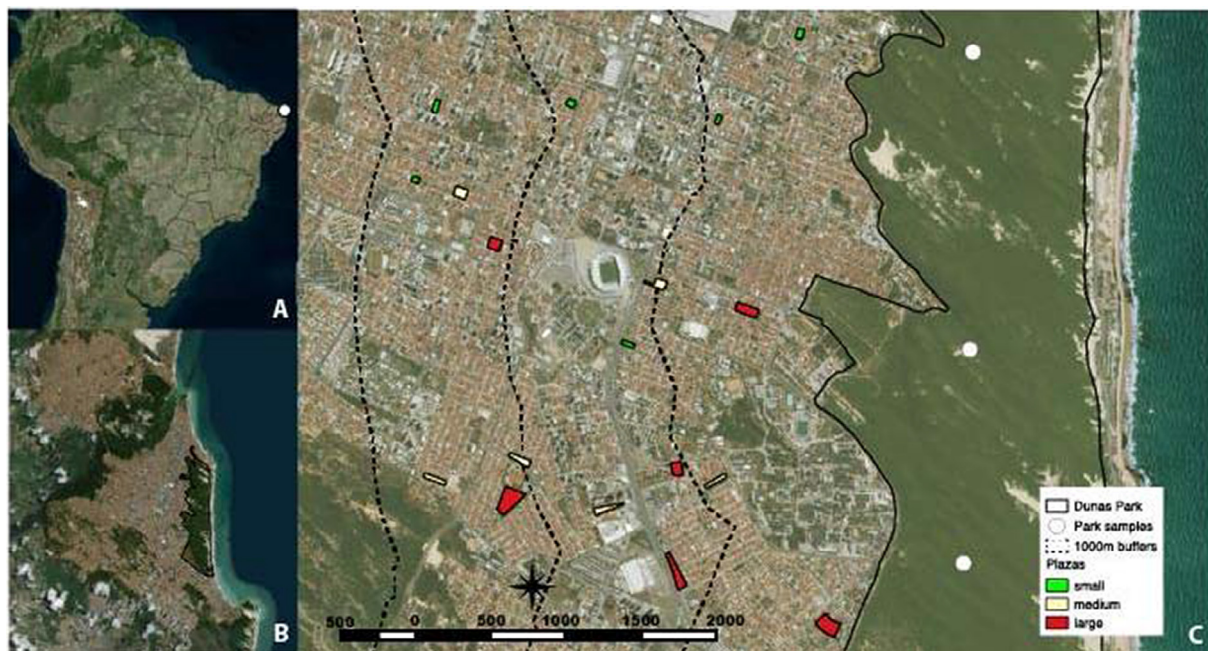 A
B
500 0 500 1000 1500 2000
Dunas Park
Park samples
1000m buffers
Plazas
small
medium
large
C